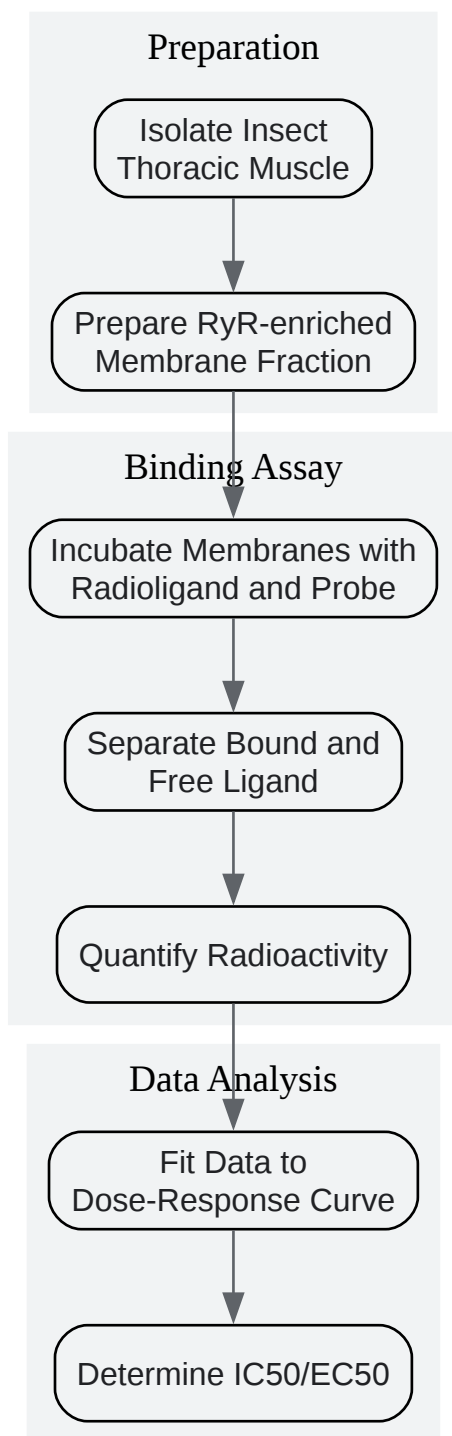 Preparation
Isolate Insect
Thoracic Muscle
Prepare RyR-enriched
Membrane Fraction
Binding Assay
Incubate Membranes with
Radioligand and Probe
Separate Bound and
Free Ligand
Quantify Radioactivity
Data Analysis
Fit Data to
Dose-Response Curve
Determine IC50/EC50